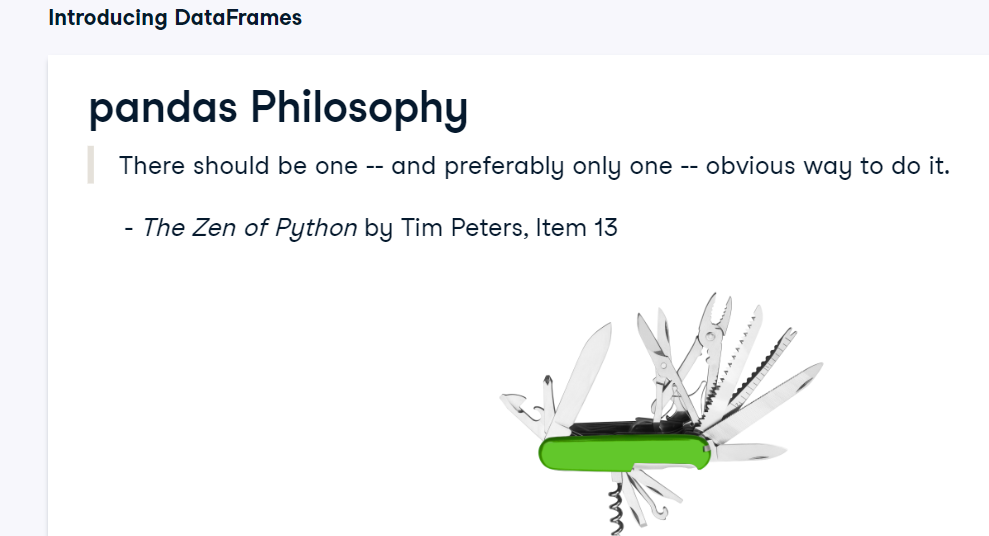 Introducing DataFrames
pandas Philosophy
There should be one -- and preferably only one -- obvious way to do it.
- The Zen of Python by Tim Peters, Item 13